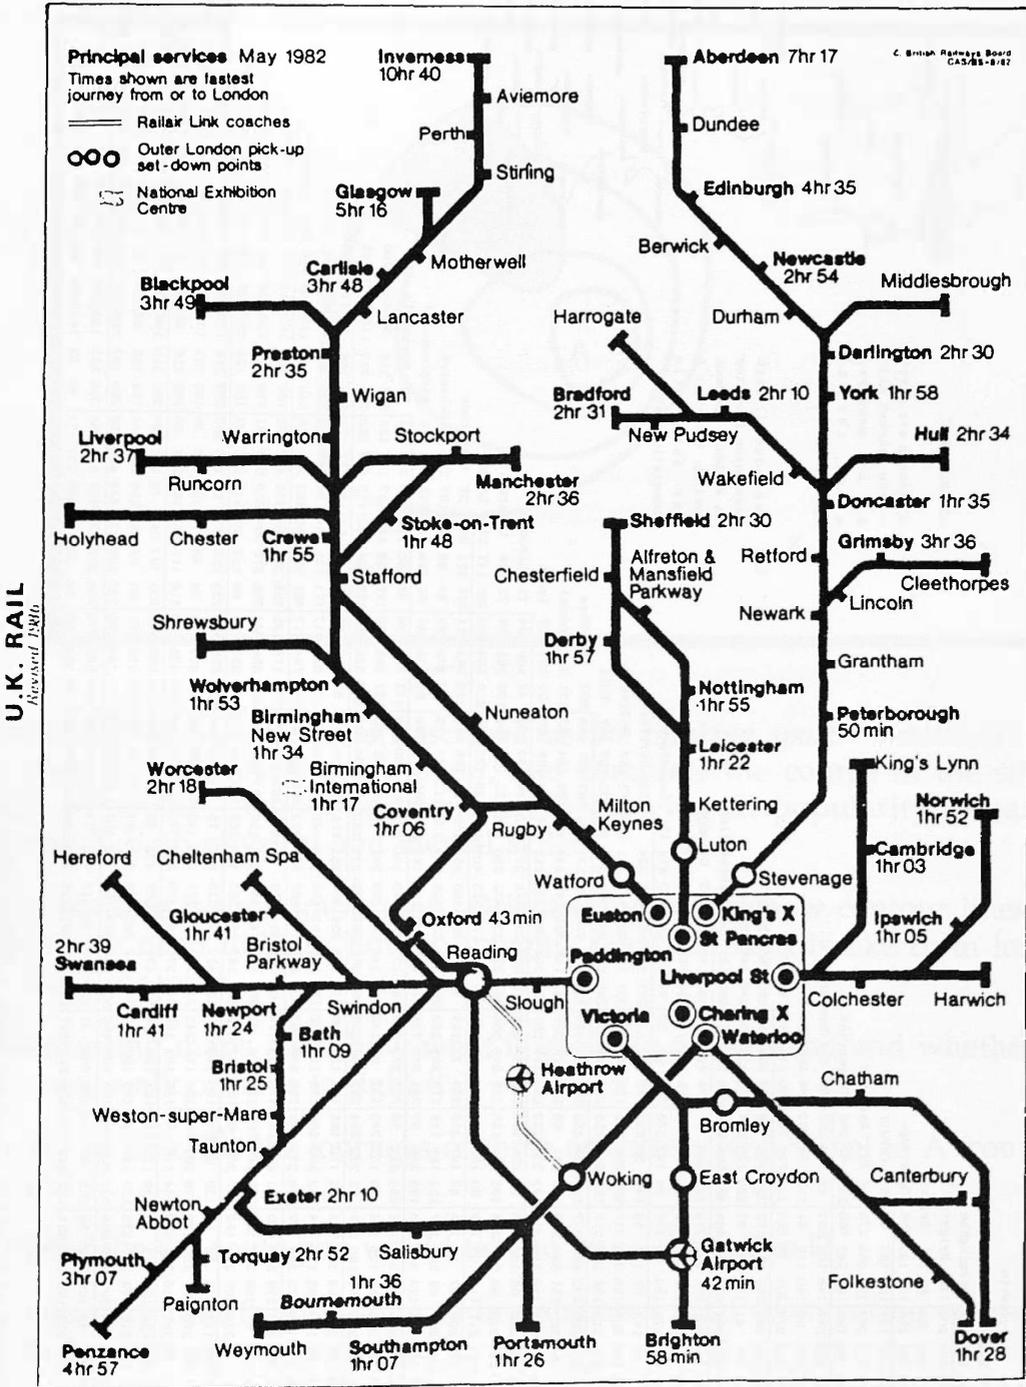 Principal services May 1982
Times shown are fastest
journey from or to London
Railair Link coaches
Outer London pick-up
set-down points
National Exhibition
Centre
Inverness
10hr 40
Aviemore
Perth
Stirling
Glasgow
5hr 16
Motherwell
Carlisle
3hr 48
Lancaster
Blackpool
3hr 49
Preston
2hr 35
Wigan
Warrington
Liverpool
2hr 37
Runcorn
Stockport
Manchester
2hr 36
Holyhead
Chester
Crewe
1hr 55
Stoke-on-Trent
1hr 48
Stafford
Shrewsbury
Wolverhampton
1hr 53
Birmingham
New Street
1hr 34
Birmingham
International
1hr 17
Coventry
1hr 06
Nuneaton
Rugby
Milton
Keynes
Watford
Aberdeen 7hr 17
C. British Railways Board
CAS/BS-8/82
Dundee
Edinburgh 4hr 35
Berwick
Newcastle
2hr 54
Durham
Middlesbrough
Darlington 2hr 30
York 1hr 58
Harrogate
Bradford
2hr 31
Leeds 2hr 10
New Pudsey
Wakefield
Hull 2hr 34
Doncaster 1hr 35
Retford
Grimsby 3hr 36
Cleethorpes
Lincoln
Newark
Grantham
Peterborough
50 min
Stevenage
Sheffield 2hr 30
Chesterfield
Alfreton &
Mansfield
Parkway
Derby
1hr 57
Nottingham
1hr 55
Leicester
1hr 22
Kettering
Luton
King's Lynn
Cambridge
1hr 03
Norwich
1hr 52
Ipswich
1hr 05
Colchester
Harwich
U.K. RAIL
Revised 1986
Worcester
2hr 18
Hereford
Cheltenham Spa
Gloucester
1hr 41
Bristol
Parkway
Oxford 43min
Reading
2hr 39
Swansea
Cardiff
1hr 41
Newport
1hr 24
Swindon
Slough
Euston
King's X
St Pancras
Paddington
Liverpool St
Victoria
Charing X
Waterloo
Bath
1hr 09
Bristol
1hr 25
Weston-super-Mare
Taunton
Heathrow
Airport
Exeter 2hr 10
Newton
Abbot
Plymouth
3hr 07
Torquay 2hr 52
Paignton
Penzance
4hr 57
Salisbury
Woking
1hr 36
Bournemouth
Weymouth
Southampton
1hr 07
Portsmouth
1hr 26
Bromley
Chatham
East Croydon
Canterbury
Gatwick
Airport
42 min
Brighton
58 min
Folkestone
Dover
1hr 28